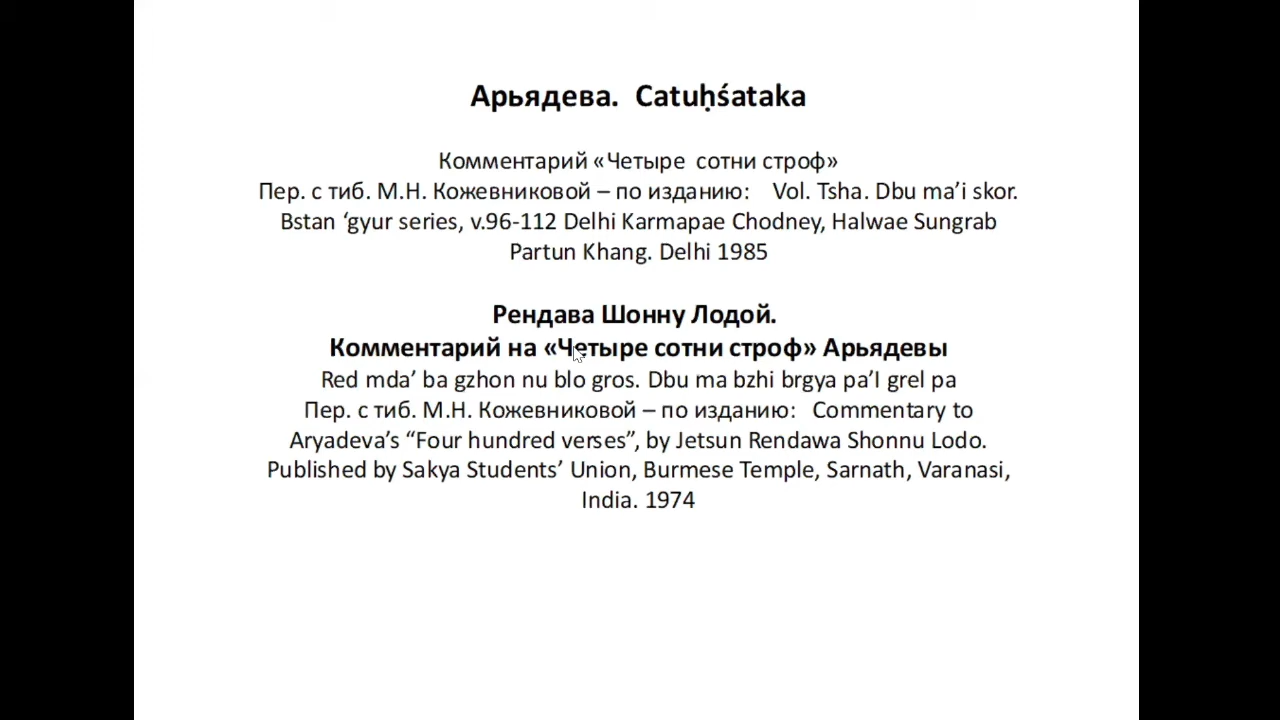 Арьядева.  Catuḥśataka
Комментарий «Четыре  сотни строф»
Пер. с тиб. М.Н. Кожевниковой – по изданию:    Vol. Tsha. Dbu ma’i skor.
Bstan ‘gyur series, v.96-112 Delhi Karmapae Chodney, Halwae Sungrab
Partun Khang. Delhi 1985
Рендава Шонну Лодой.
Комментарий на «Четыре сотни строф» Арьядевы
Red mda’ ba gzhon nu blo gros. Dbu ma bzhi brgya pa’I grel pa
Пер. с тиб. М.Н. Кожевниковой – по изданию:   Commentary to
Aryadeva’s “Four hundred verses”, by Jetsun Rendawa Shonnu Lodo.
Published by Sakya Students’ Union, Burmese Temple, Sarnath, Varanasi,
India. 1974